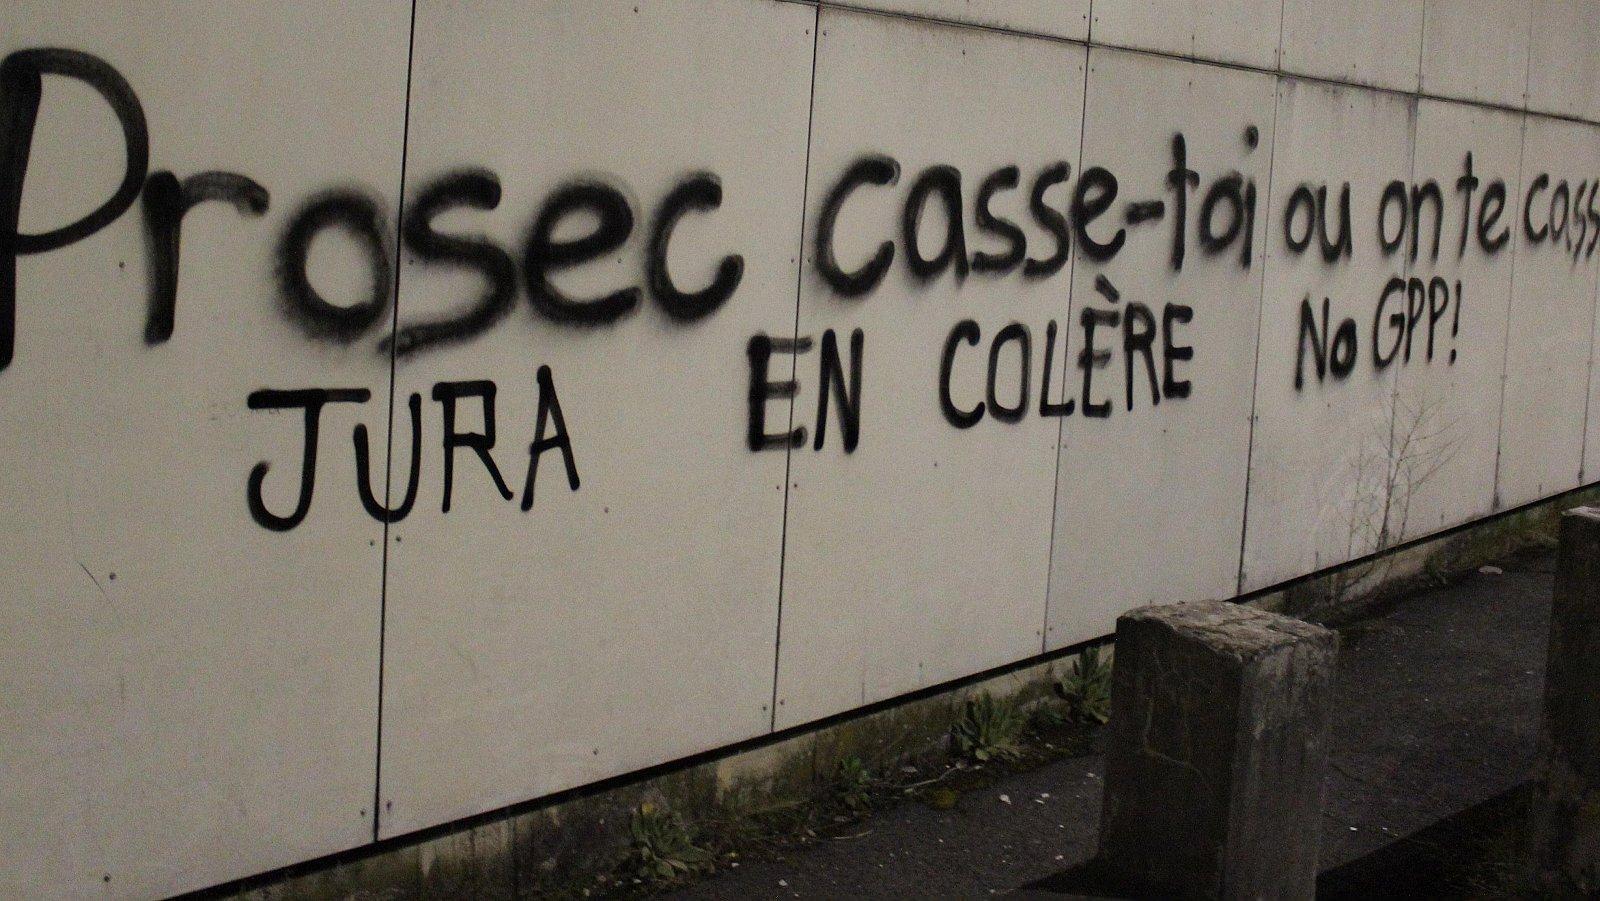 Prosec casse-toi ou on te cass
JURA EN COLÈRE No GPP!